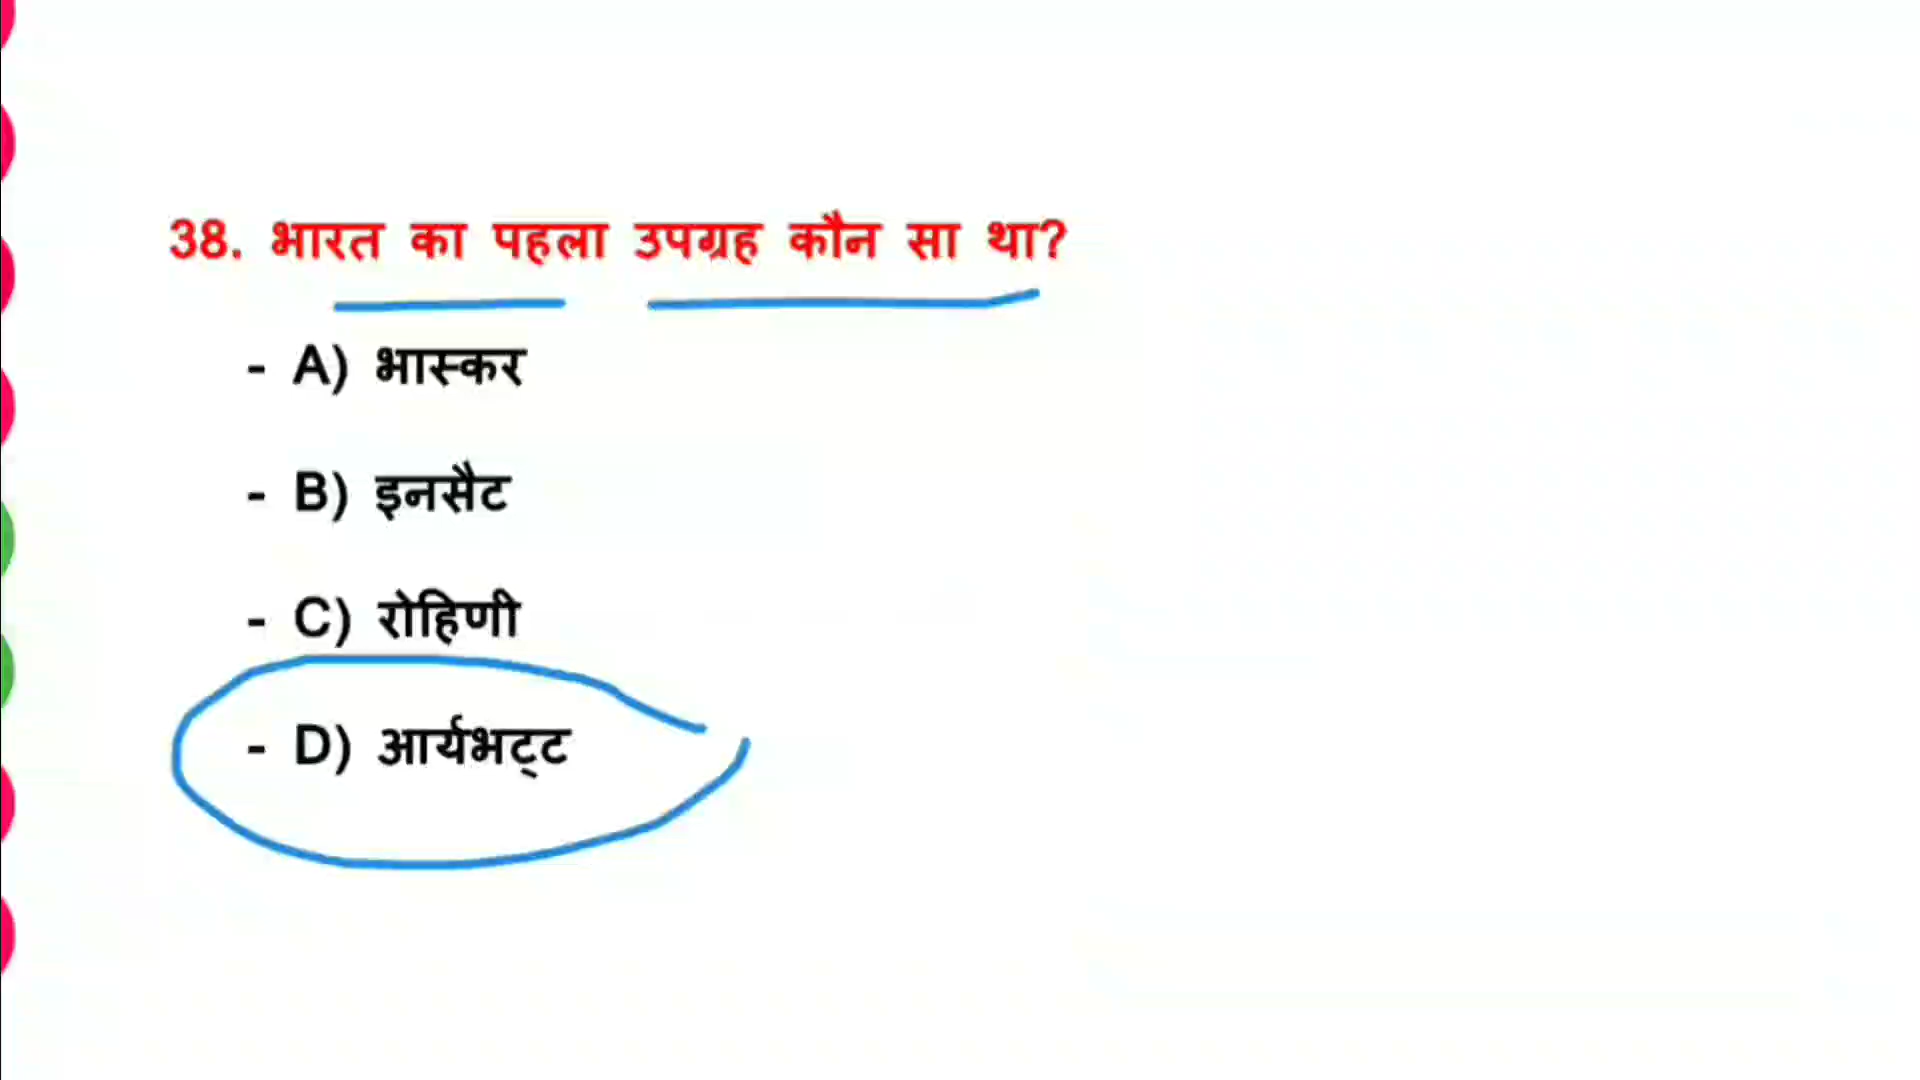 38. भारत का पहला उपग्रह कौन सा था?
- A) भास्कर
- B) इनसैट
- C) रोहिणी
- D) आर्यभट्ट